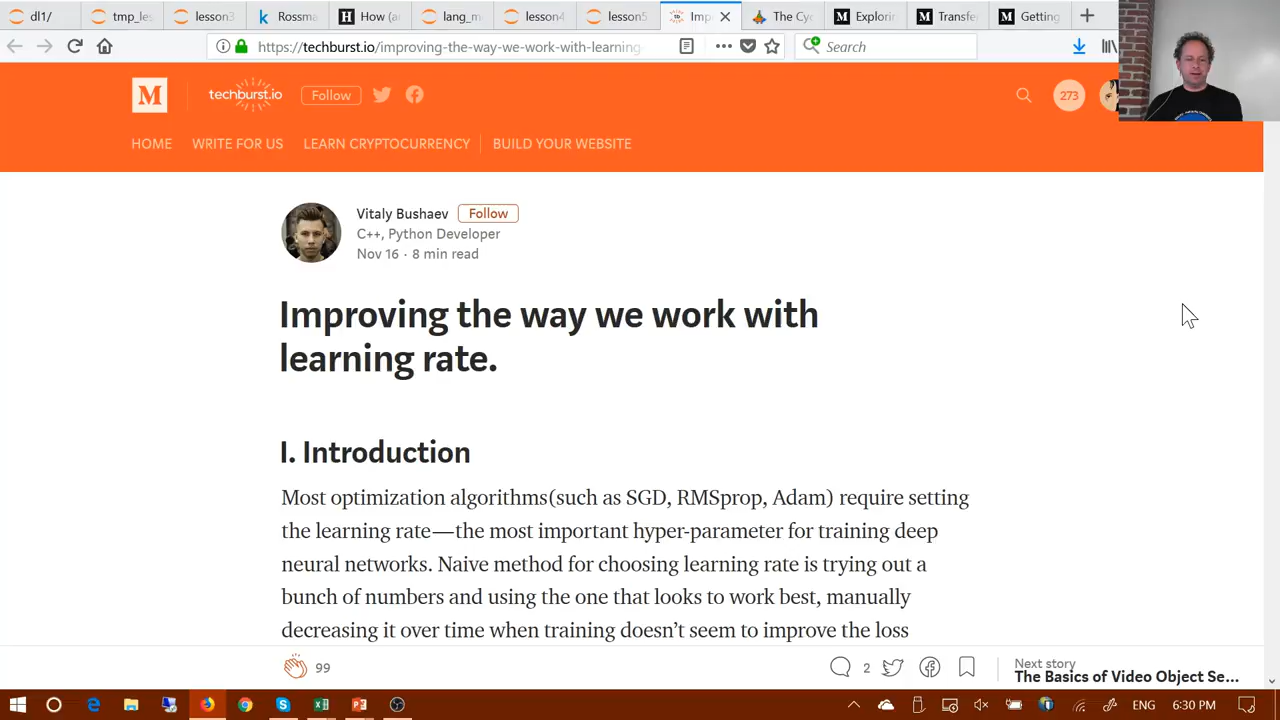 dl1/
tmp_le
lesson3
k
Rossma
H
How (an
lang_m
lesson4
lesson5
Imp
The Cy
M
Explorin
M
Transfe
M
Getting
https://techburst.io/improving-the-way-we-work-with-learning-
Search
M
techburst.io
Follow
273
HOME
WRITE FOR US
LEARN CRYPTOCURRENCY
BUILD YOUR WEBSITE
Vitaly Bushaev
Follow
C++, Python Developer
Nov 16 · 8 min read
Improving the way we work with
learning rate.
I. Introduction
Most optimization algorithms(such as SGD, RMSprop, Adam) require setting
the learning rate—the most important hyper-parameter for training deep
neural networks. Naive method for choosing learning rate is trying out a
bunch of numbers and using the one that looks to work best, manually
decreasing it over time when training doesn't seem to improve the loss
99
2
Next story
The Basics of Video Object Se...
ENG
6:30 PM